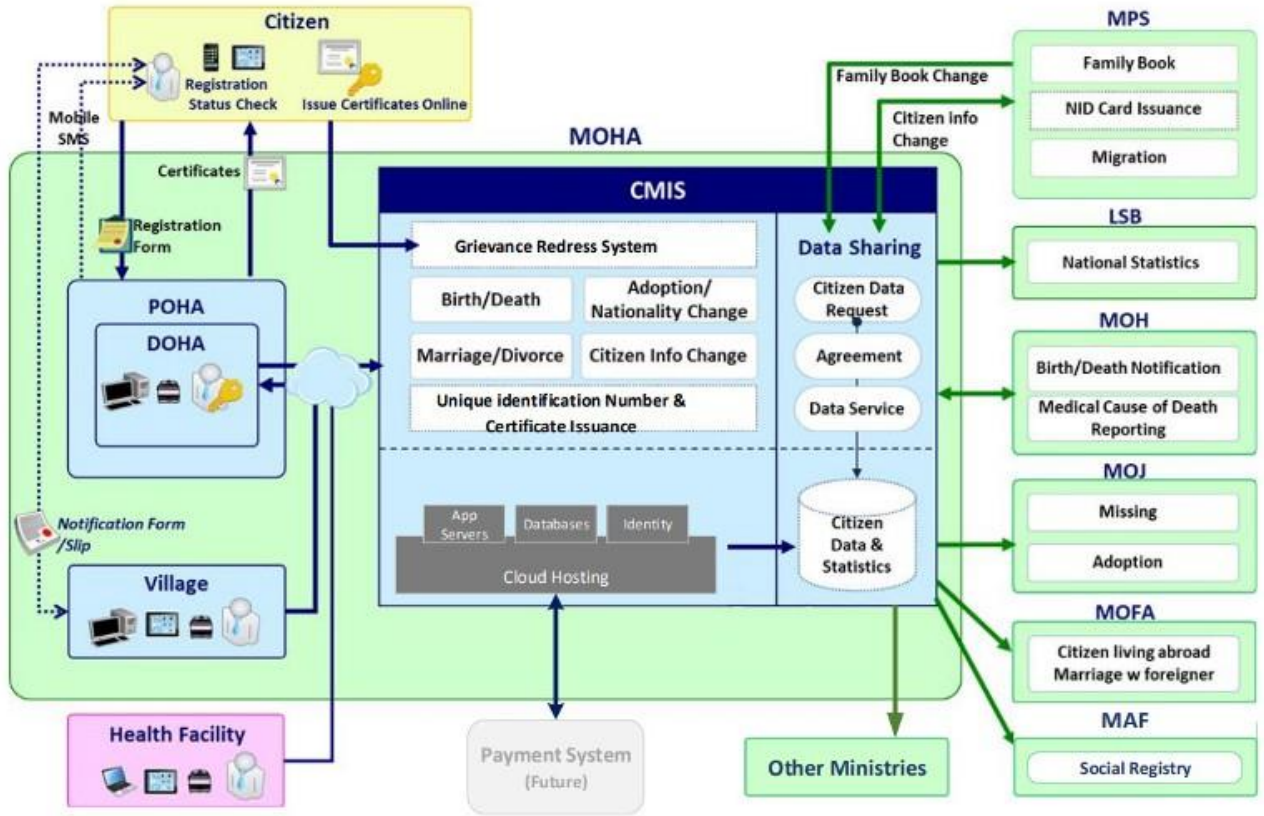 Citizen
Registration
Status Check
Issue Certificates Online
Mobile
SMS
Certificates
Registration
Form
MOHA
POHA
DOHA
Notification Form
/Slip
Village
Health Facility
CMIS
Grievance Redress System
Birth/Death
Adoption/
Nationality Change
Marriage/Divorce
Citizen Info Change
Unique identification Number &
Certificate Issuance
App
Servers
Databases
Identity
Cloud Hosting
Data Sharing
Citizen Data
Request
Agreement
Data Service
Citizen
Data &
Statistics
Payment System
(Future)
Other Ministries
Family Book Change
Citizen info
Change
MPS
Family Book
NID Card Issuance
Migration
LSB
National Statistics
MOH
Birth/Death Notification
Medical Cause of Death
Reporting
MOJ
Missing
Adoption
MOFA
Citizen living abroad
Marriage w foreigner
MAF
Social Registry